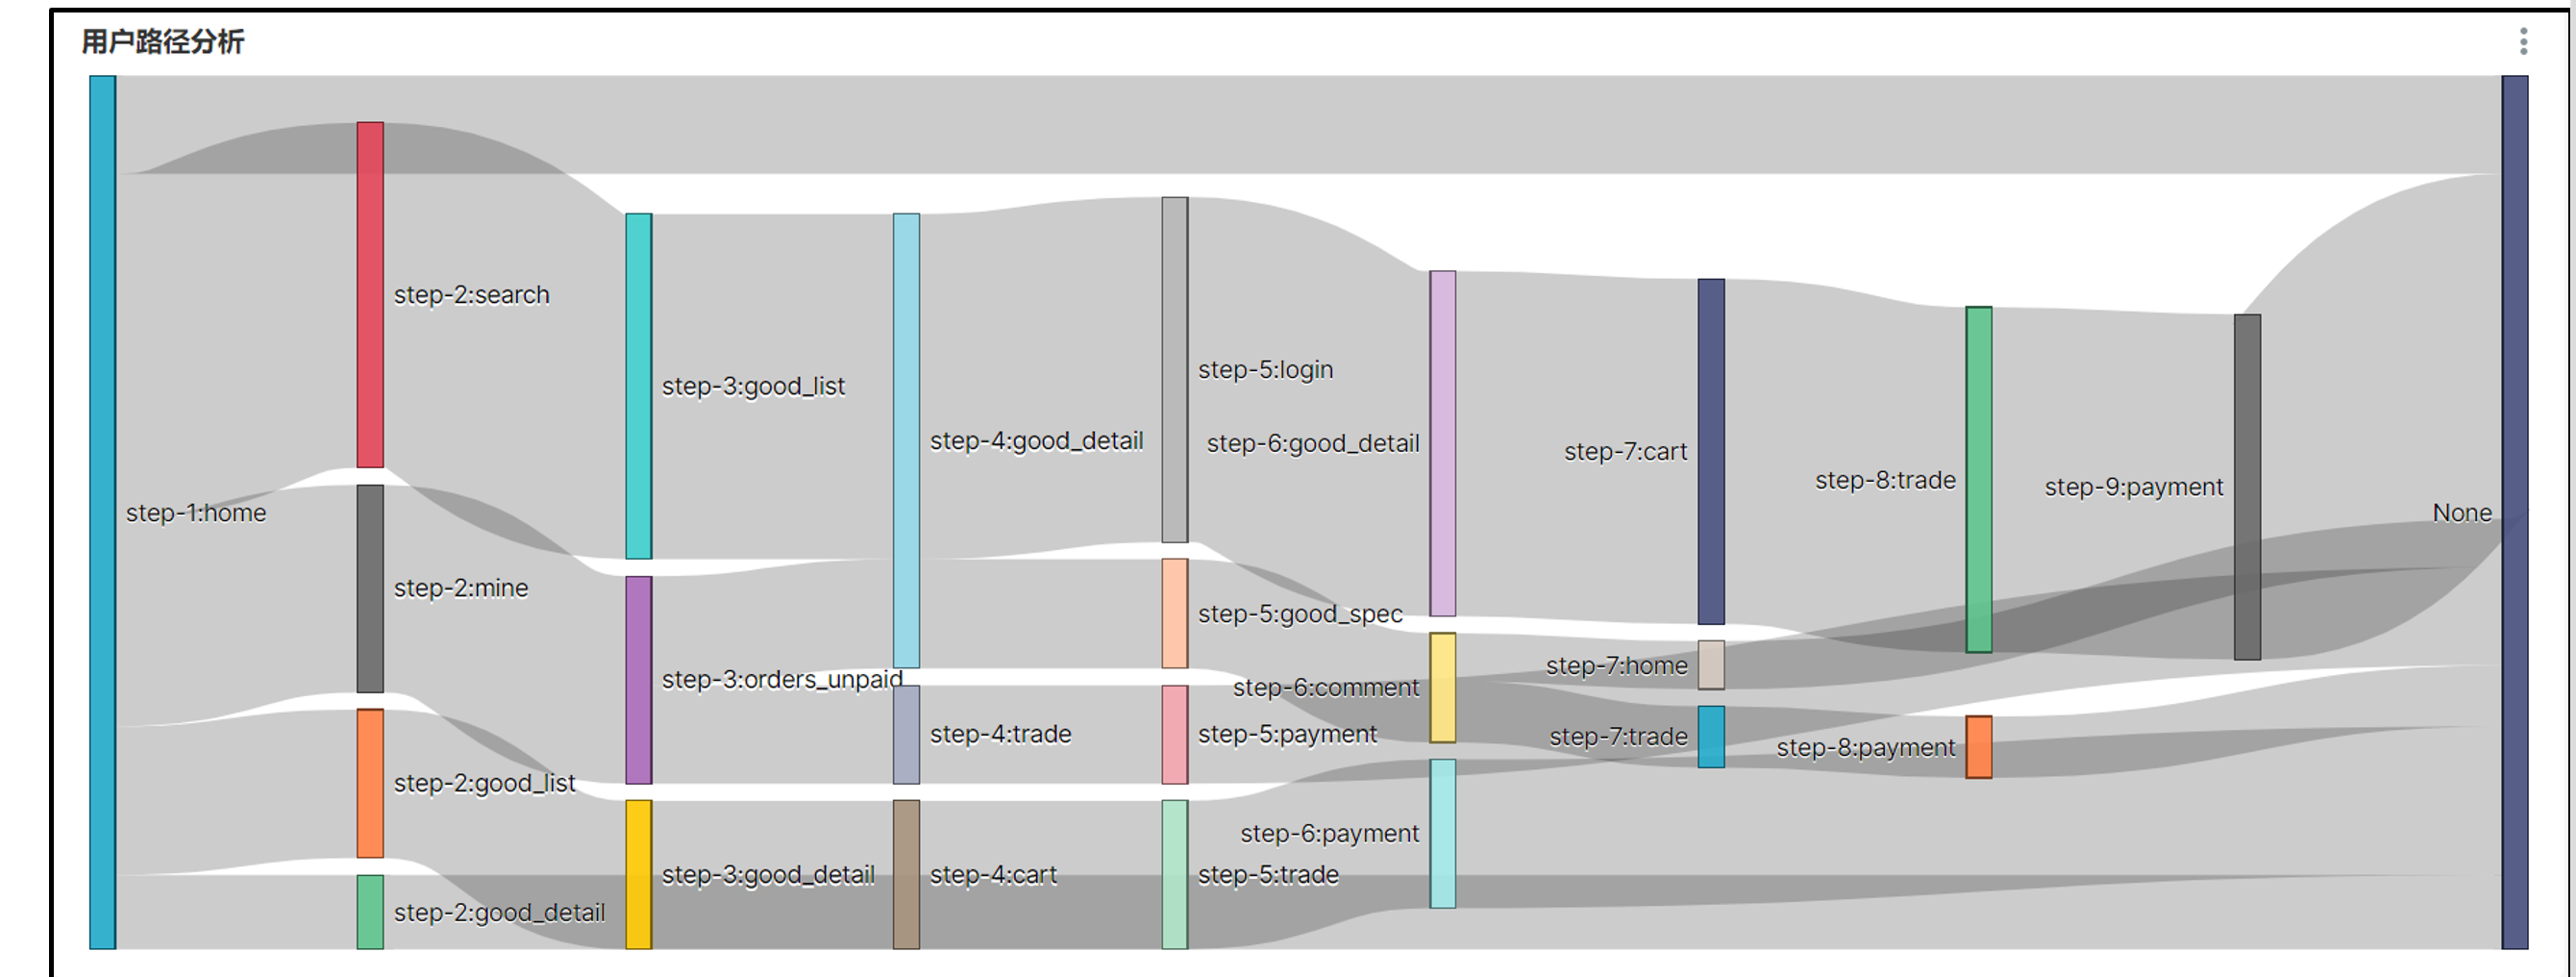 用户路径分析
step-1:home
step-2:search
step-2:mine
step-2:good_list
step-2:good_detail
step-3:good_list
step-3:orders_unpaid
step-3:good_detail
step-4:good_detail
step-4:trade
step-4:cart
step-5:login
step-5:good_spec
step-5:payment
step-5:trade
step-6:good_detail
step-6:comment
step-6:payment
step-7:cart
step-7:home
step-7:trade
step-8:trade
step-8:payment
step-9:payment
None